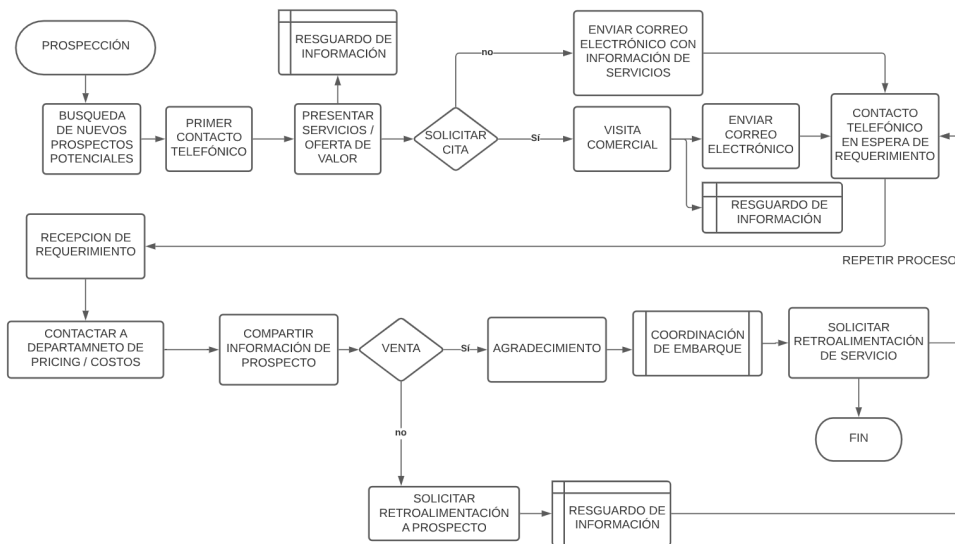 PROSPECCIÓN
BUSQUEDA
DE NUEVOS
PROSPECTOS
POTENCIALES
PRIMER
CONTACTO
TELEFÓNICO
RESGUARDO DE
INFORMACIÓN
PRESENTAR
SERVICIOS /
OFERTA DE
VALOR
SOLICITAR
CITA
no
ENVIAR CORREO
ELECTRÓNICO CON
INFORMACIÓN DE
SERVICIOS
Sí
VISITA
COMERCIAL
ENVIAR
CORREO
ELECTRÓNICO
RESGUARDO DE
INFORMACIÓN
CONTACTO
TELEFÓNICO
EN ESPERA DE
REQUERIMIENTO
RECEPCION DE
REQUERIMIENTO
REPETIR PROCESO
CONTACTAR A
DEPARTAMNETO DE
PRICING / COSTOS
COMPARTIR
INFORMACIÓN DE
PROSPECTO
VENTA
Sí
AGRADECIMIENTO
COORDINACIÓN
DE EMBARQUE
SOLICITAR
RETROALIMENTACIÓN
DE SERVICIO
FIN
no
SOLICITAR
RETROALIMENTACIÓN
A PROSPECTO
RESGUARDO DE
INFORMACIÓN